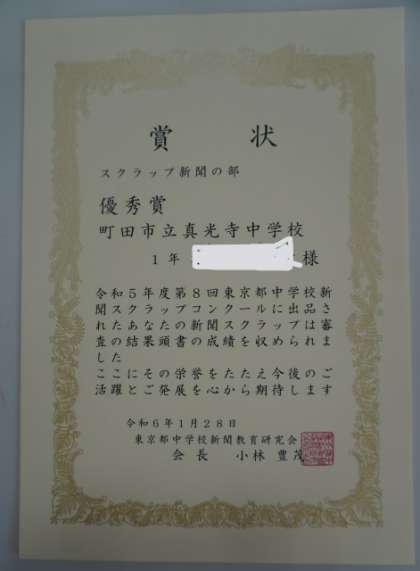 賞状
スクラップ新聞の部
優秀賞
町田市立真光寺中学校
１年 様
令和５年度第８回東京都中学校新
聞スクラップコンクールに出品さ
れたあなたの新聞スクラップは審
査の結果頭書の成績を収められま
した
ここにその栄誉をたたえ今後のご
活躍とご発展を心から期待します
令和６年１月２８日
東京都中学校新聞教育研究会
会長 小林豊茂